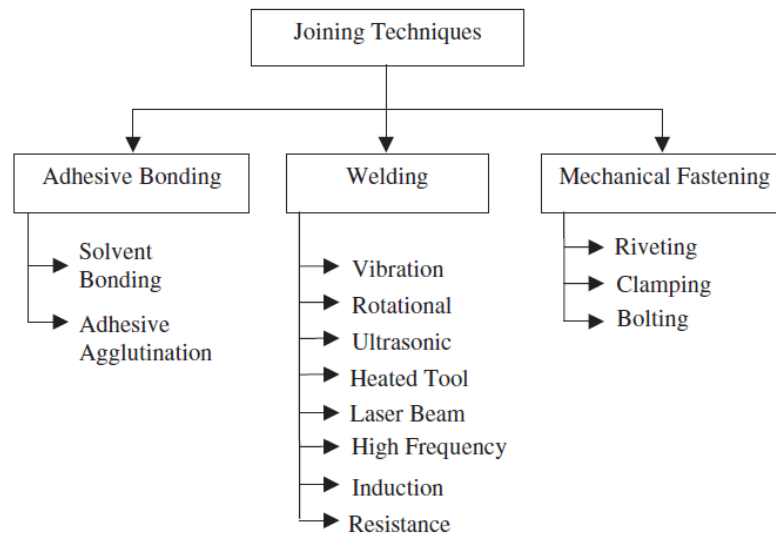 Joining Techniques
Adhesive Bonding
Solvent
Bonding
Adhesive
Agglutination
Welding
Vibration
Rotational
Ultrasonic
Heated Tool
Laser Beam
High Frequency
Induction
Resistance
Mechanical Fastening
Riveting
Clamping
Bolting